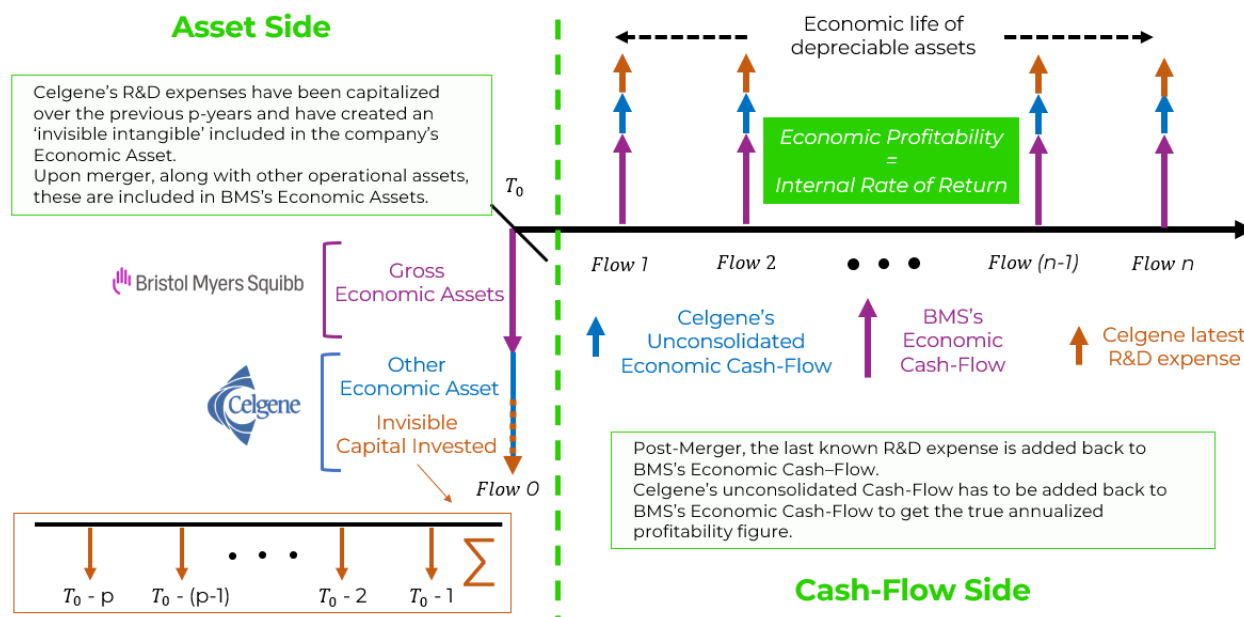 Asset Side
Celgene's R&D expenses have been capitalized
over the previous p-years and have created an
'invisible intangible' included in the company's
Economic Asset.
Upon merger, along with other operational assets,
these are included in BMS's Economic Assets.
T₀
Bristol Myers Squibb
Gross
Economic Assets
Celgene
Other
Economic Asset
Invisible
Capital Invested
Flow 0
T₀ - p
T₀ - (p-1)
• • •
T₀ - 2
T₀ - 1
∑
Economic life of
depreciable assets
Economic Profitability
=
Internal Rate of Return
Flow 1
Flow 2
• • •
Flow (n-1)
Flow n
Celgene's
Unconsolidated
Economic Cash-Flow
BMS's
Economic
Cash-Flow
Celgene latest
R&D expense
Post-Merger, the last known R&D expense is added back to
BMS's Economic Cash–Flow.
Celgene's unconsolidated Cash-Flow has to be added back to
BMS's Economic Cash-Flow to get the true annualized
profitability figure.
Cash-Flow Side